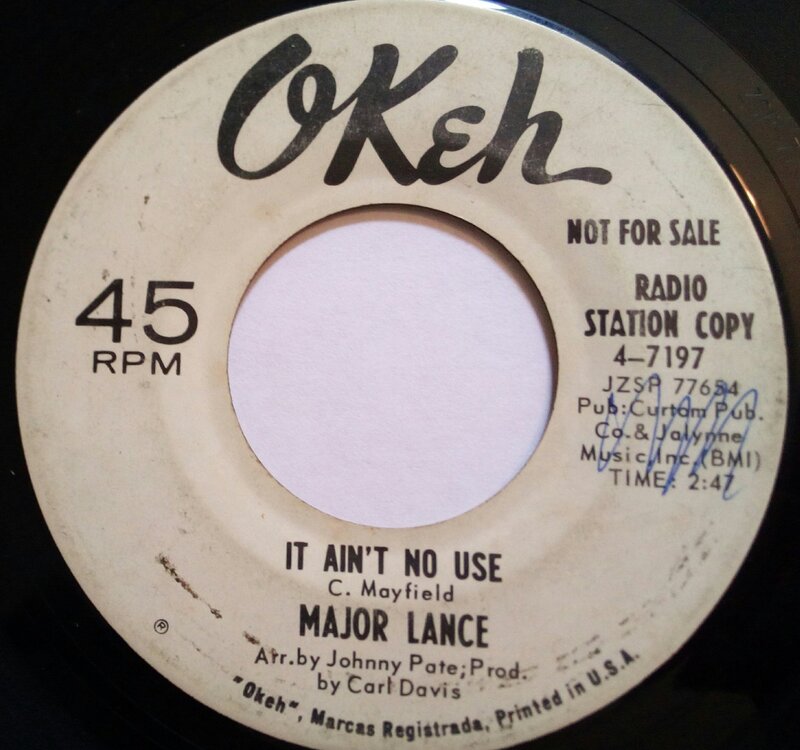 OKeh
NOT FOR SALE
45
RPM
RADIO
STATION COPY
4-7197
JZSP 77654
Pub: Curtom Pub.
Co. & Jalynne
Music, Inc. (BMI)
TIME: 2:47
IT AIN'T NO USE
C. Mayfield
MAJOR LANCE
Arr. by Johnny Pate; Prod.
by Carl Davis
®
"Okeh", Marcas Registrada, Printed in U.S.A.